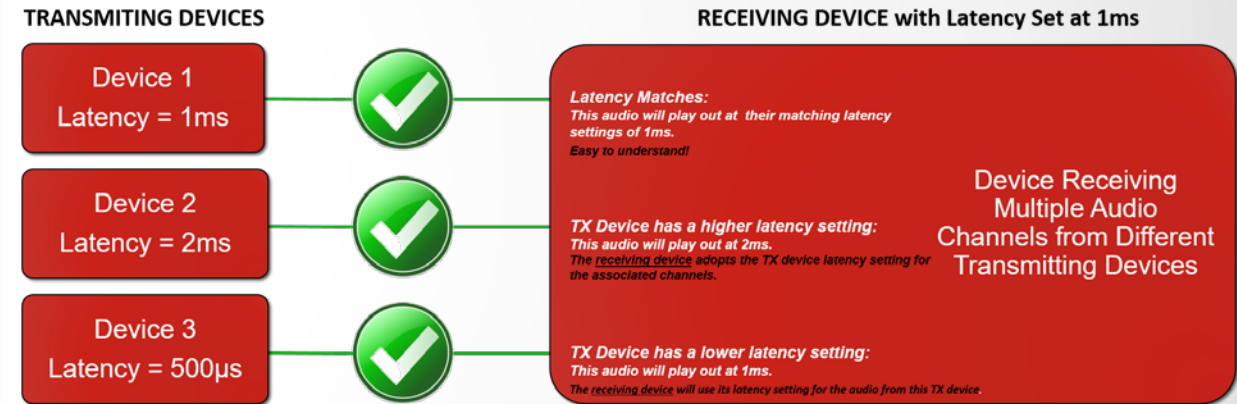 TRANSMITING DEVICES
RECEIVING DEVICE with Latency Set at 1ms
Device 1
Latency = 1ms
Latency Matches:
This audio will play out at their matching latency
settings of 1ms.
Easy to understand!
Device 2
Latency = 2ms
TX Device has a higher latency setting:
This audio will play out at 2ms.
The receiving device adopts the TX device latency setting for
the associated channels.
Device 3
Latency = 500µs
TX Device has a lower latency setting:
This audio will play out at 1ms.
The receiving device will use its latency setting for the audio from this TX device.
Device Receiving
Multiple Audio
Channels from Different
Transmitting Devices